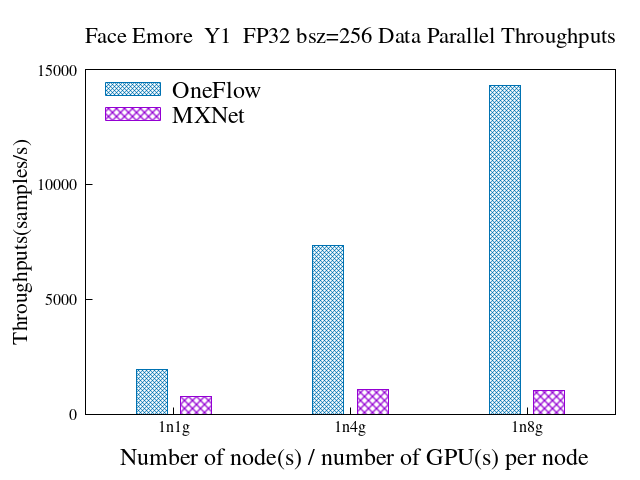 Face Emore  Y1  FP32 bsz=256 Data Parallel Throughputs
15000
10000
5000
0
Throughputs(samples/s)
OneFlow
MXNet
1n1g
1n4g
1n8g
Number of node(s) / number of GPU(s) per node